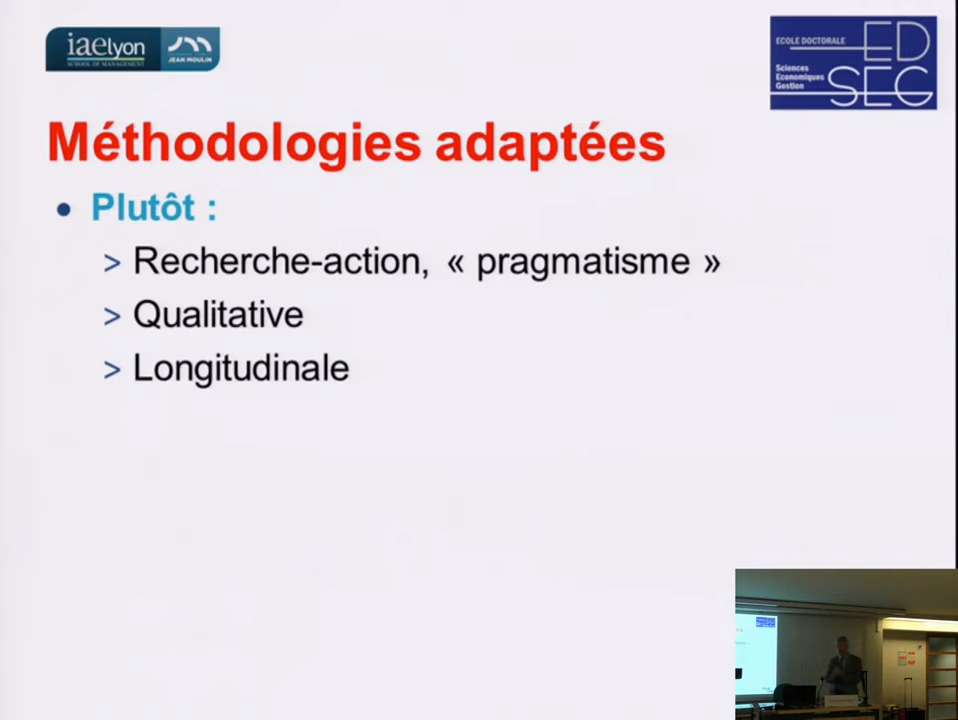 iaelyon
SCHOOL OF MANAGEMENT
JEAN MOULIN
ECOLE DOCTORALE
ED
Sciences
Economiques
Gestion
SEG
Méthodologies adaptées
• Plutôt :
> Recherche-action, « pragmatisme »
> Qualitative
> Longitudinale